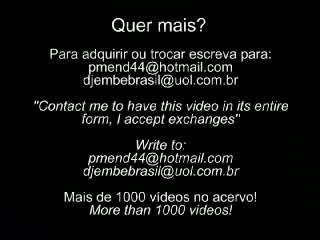 Quer mais?
Para adquirir ou trocar escreva para:
pmend44@hotmail.com
djembebrasil@uol.com.br
"Contact me to have this video in its entire
form, I accept exchanges"
Write to:
pmend44@hotmail.com
djembebrasil@uol.com.br
Mais de 1000 vídeos no acervo!
More than 1000 videos!